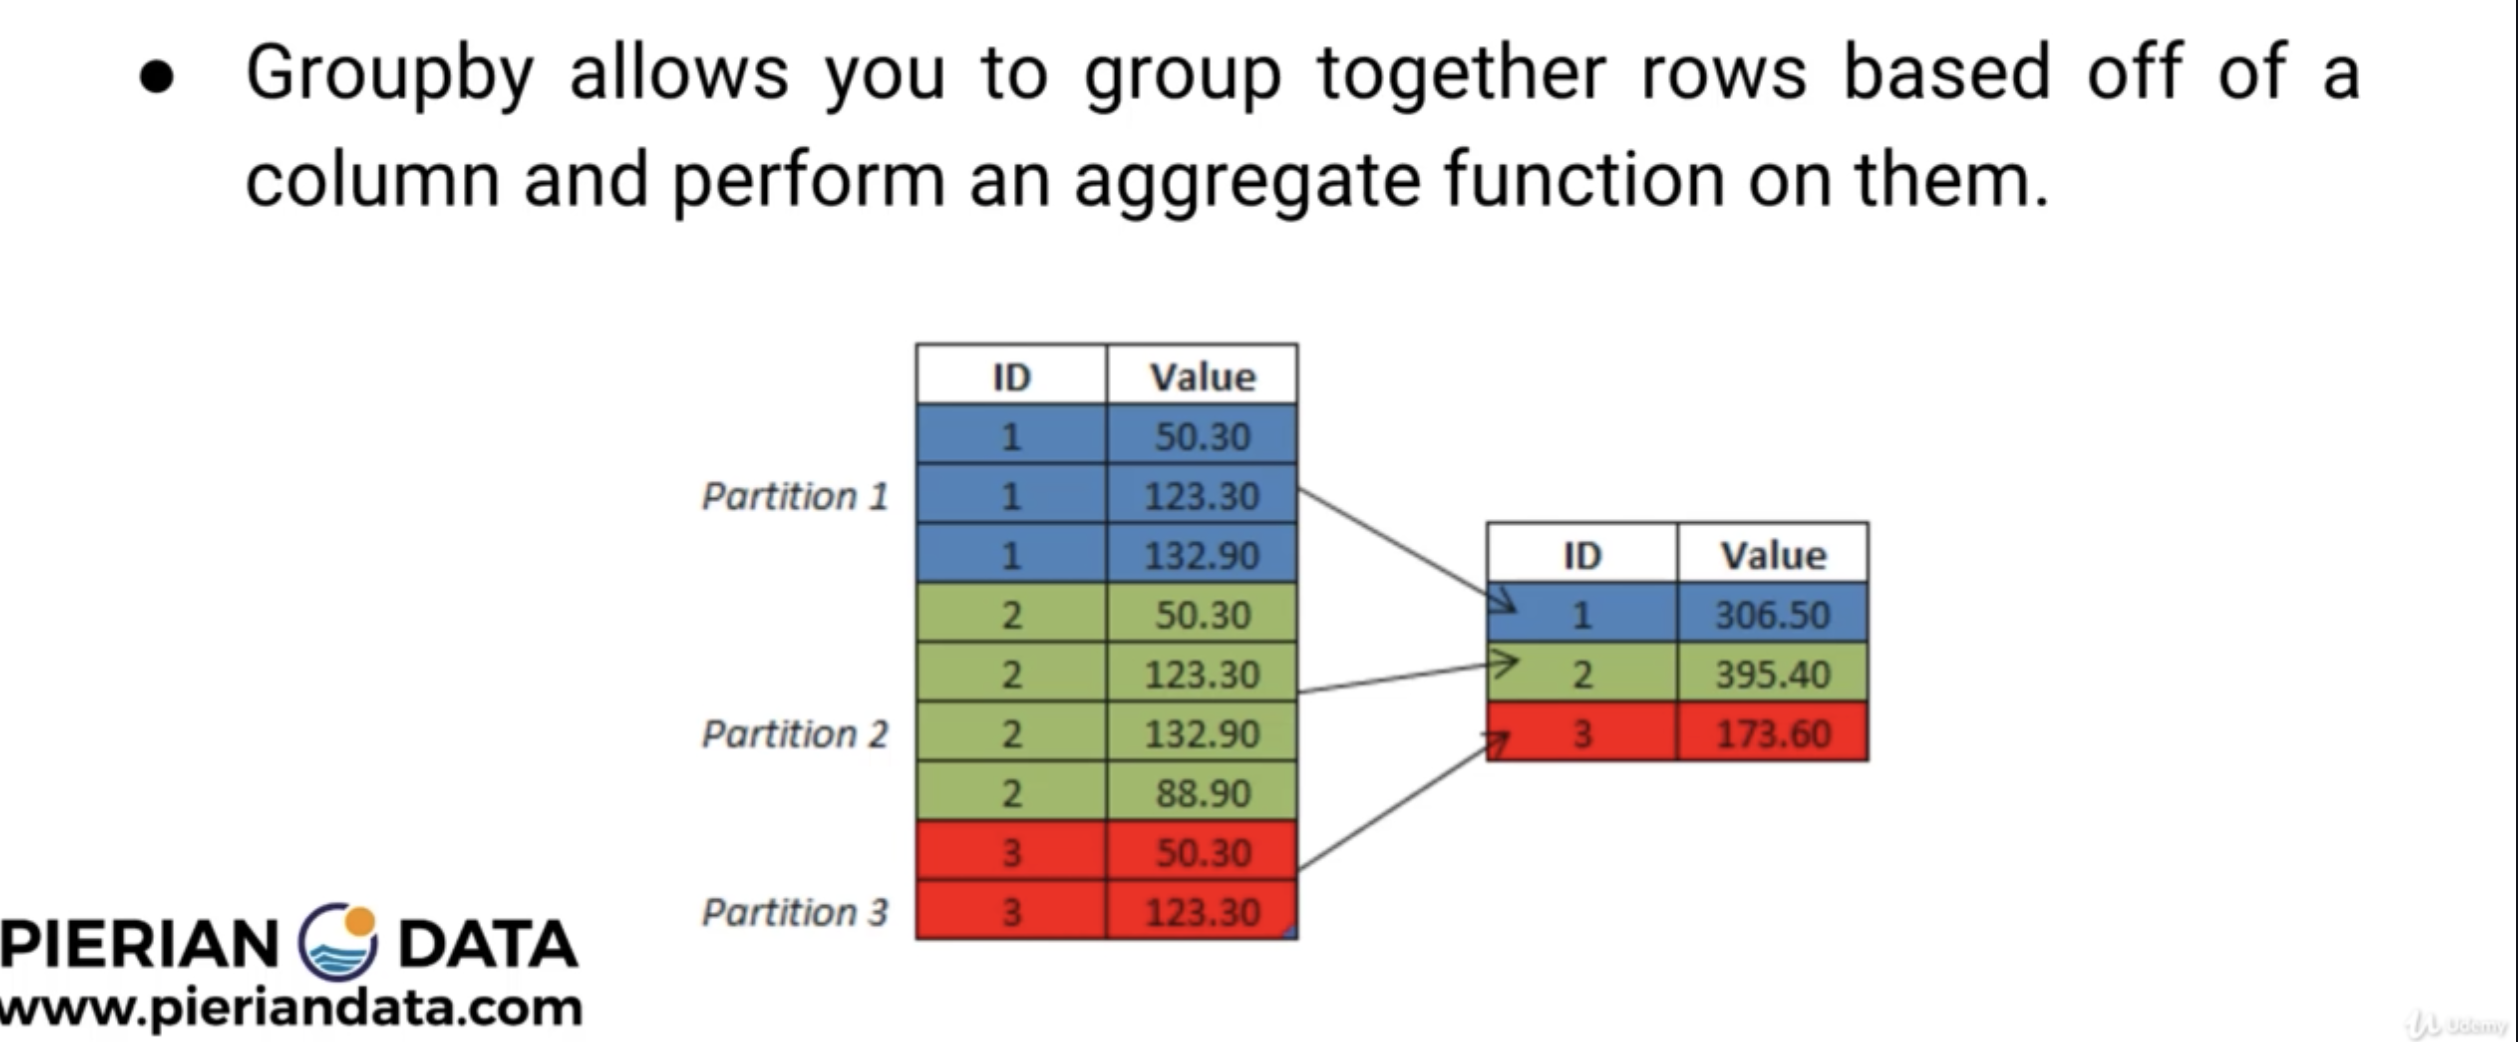 ● Groupby allows you to group together rows based off of a
column and perform an aggregate function on them.
ID Value
1 50.30
Partition 1 1 123.30
1 132.90
2 50.30
2 123.30
Partition 2 2 132.90
2 88.90
3 50.30
Partition 3 3 123.30
ID Value
1 306.50
2 395.40
3 173.60
PIERIAN DATA
www.pieriandata.com
Udemy